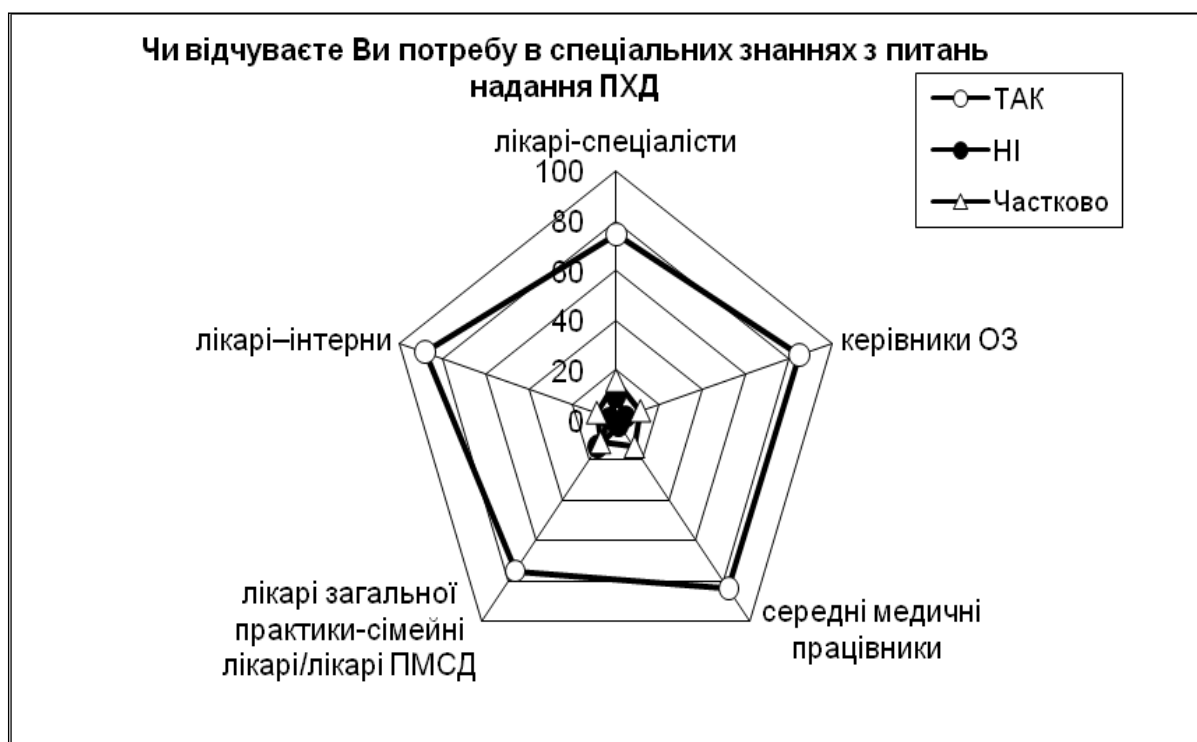 Чи відчуваєте Ви потребу в спеціальних знаннях з питань
надання ПХД
ТАК
НІ
Частково
лікарі-спеціалісти
100
80
60
40
20
0
керівники ОЗ
середні медичні
працівники
лікарі загальної
практики-сімейні
лікарі/лікарі ПМСД
лікарі–інтерни